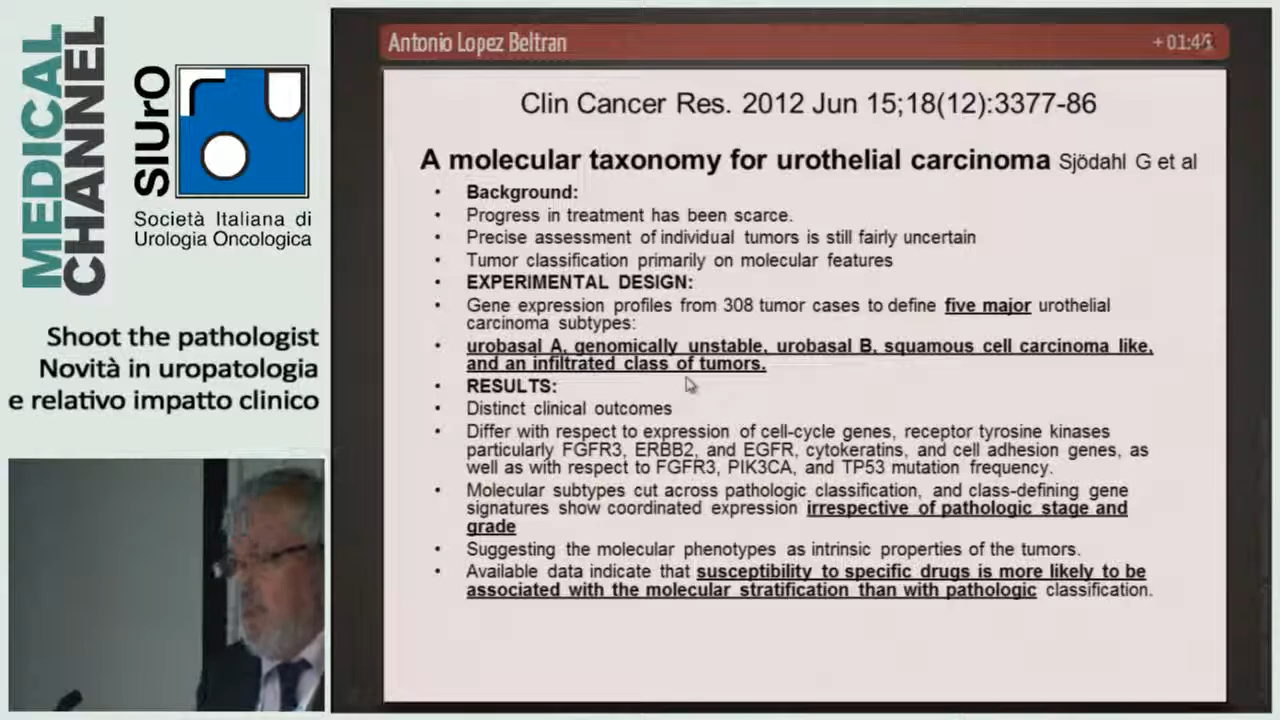 MEDICAL
CHANNEL
SIUrO
Società Italiana di
Urologia Oncologica
Shoot the pathologist
Novità in uropatologia
e relativo impatto clinico
Antonio Lopez Beltran
Clin Cancer Res. 2012 Jun 15;18(12):3377-86
A molecular taxonomy for urothelial carcinoma Sjödahl G et al
• Background:
• Progress in treatment has been scarce.
• Precise assessment of individual tumors is still fairly uncertain
• Tumor classification primarily on molecular features
• EXPERIMENTAL DESIGN:
• Gene expression profiles from 308 tumor cases to define five major urothelial
carcinoma subtypes:
• urobasal A, genomically unstable, urobasal B, squamous cell carcinoma like,
and an infiltrated class of tumors.
• RESULTS:
• Distinct clinical outcomes
• Differ with respect to expression of cell-cycle genes, receptor tyrosine kinases
particularly FGFR3, ERBB2, and EGFR, cytokeratins, and cell adhesion genes, as
well as with respect to FGFR3, PIK3CA, and TP53 mutation frequency.
• Molecular subtypes cut across pathologic classification, and class-defining gene
signatures show coordinated expression irrespective of pathologic stage and
grade
• Suggesting the molecular phenotypes as intrinsic properties of the tumors.
• Available data indicate that susceptibility to specific drugs is more likely to be
associated with the molecular stratification than with pathologic classification.